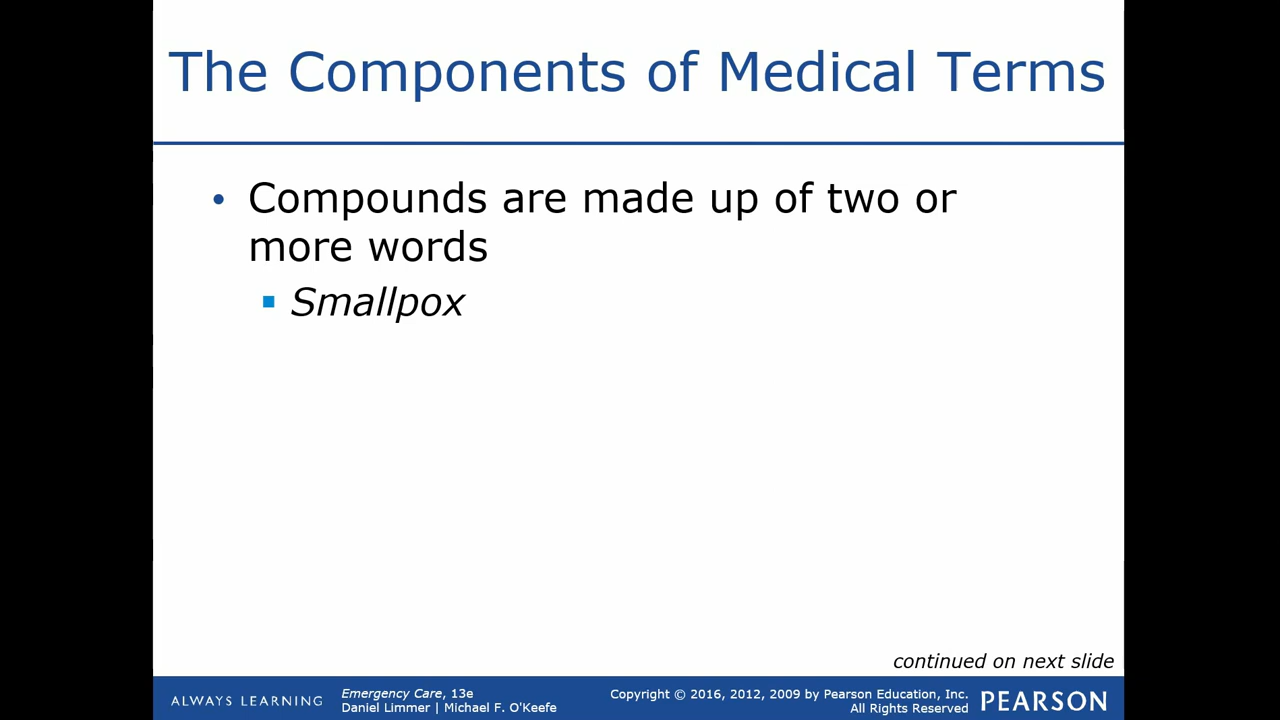 The Components of Medical Terms
• Compounds are made up of two or
more words
▪ Smallpox
continued on next slide
ALWAYS LEARNING
Emergency Care, 13e
Daniel Limmer | Michael F. O'Keefe
Copyright © 2016, 2012, 2009 by Pearson Education, Inc.
All Rights Reserved
PEARSON